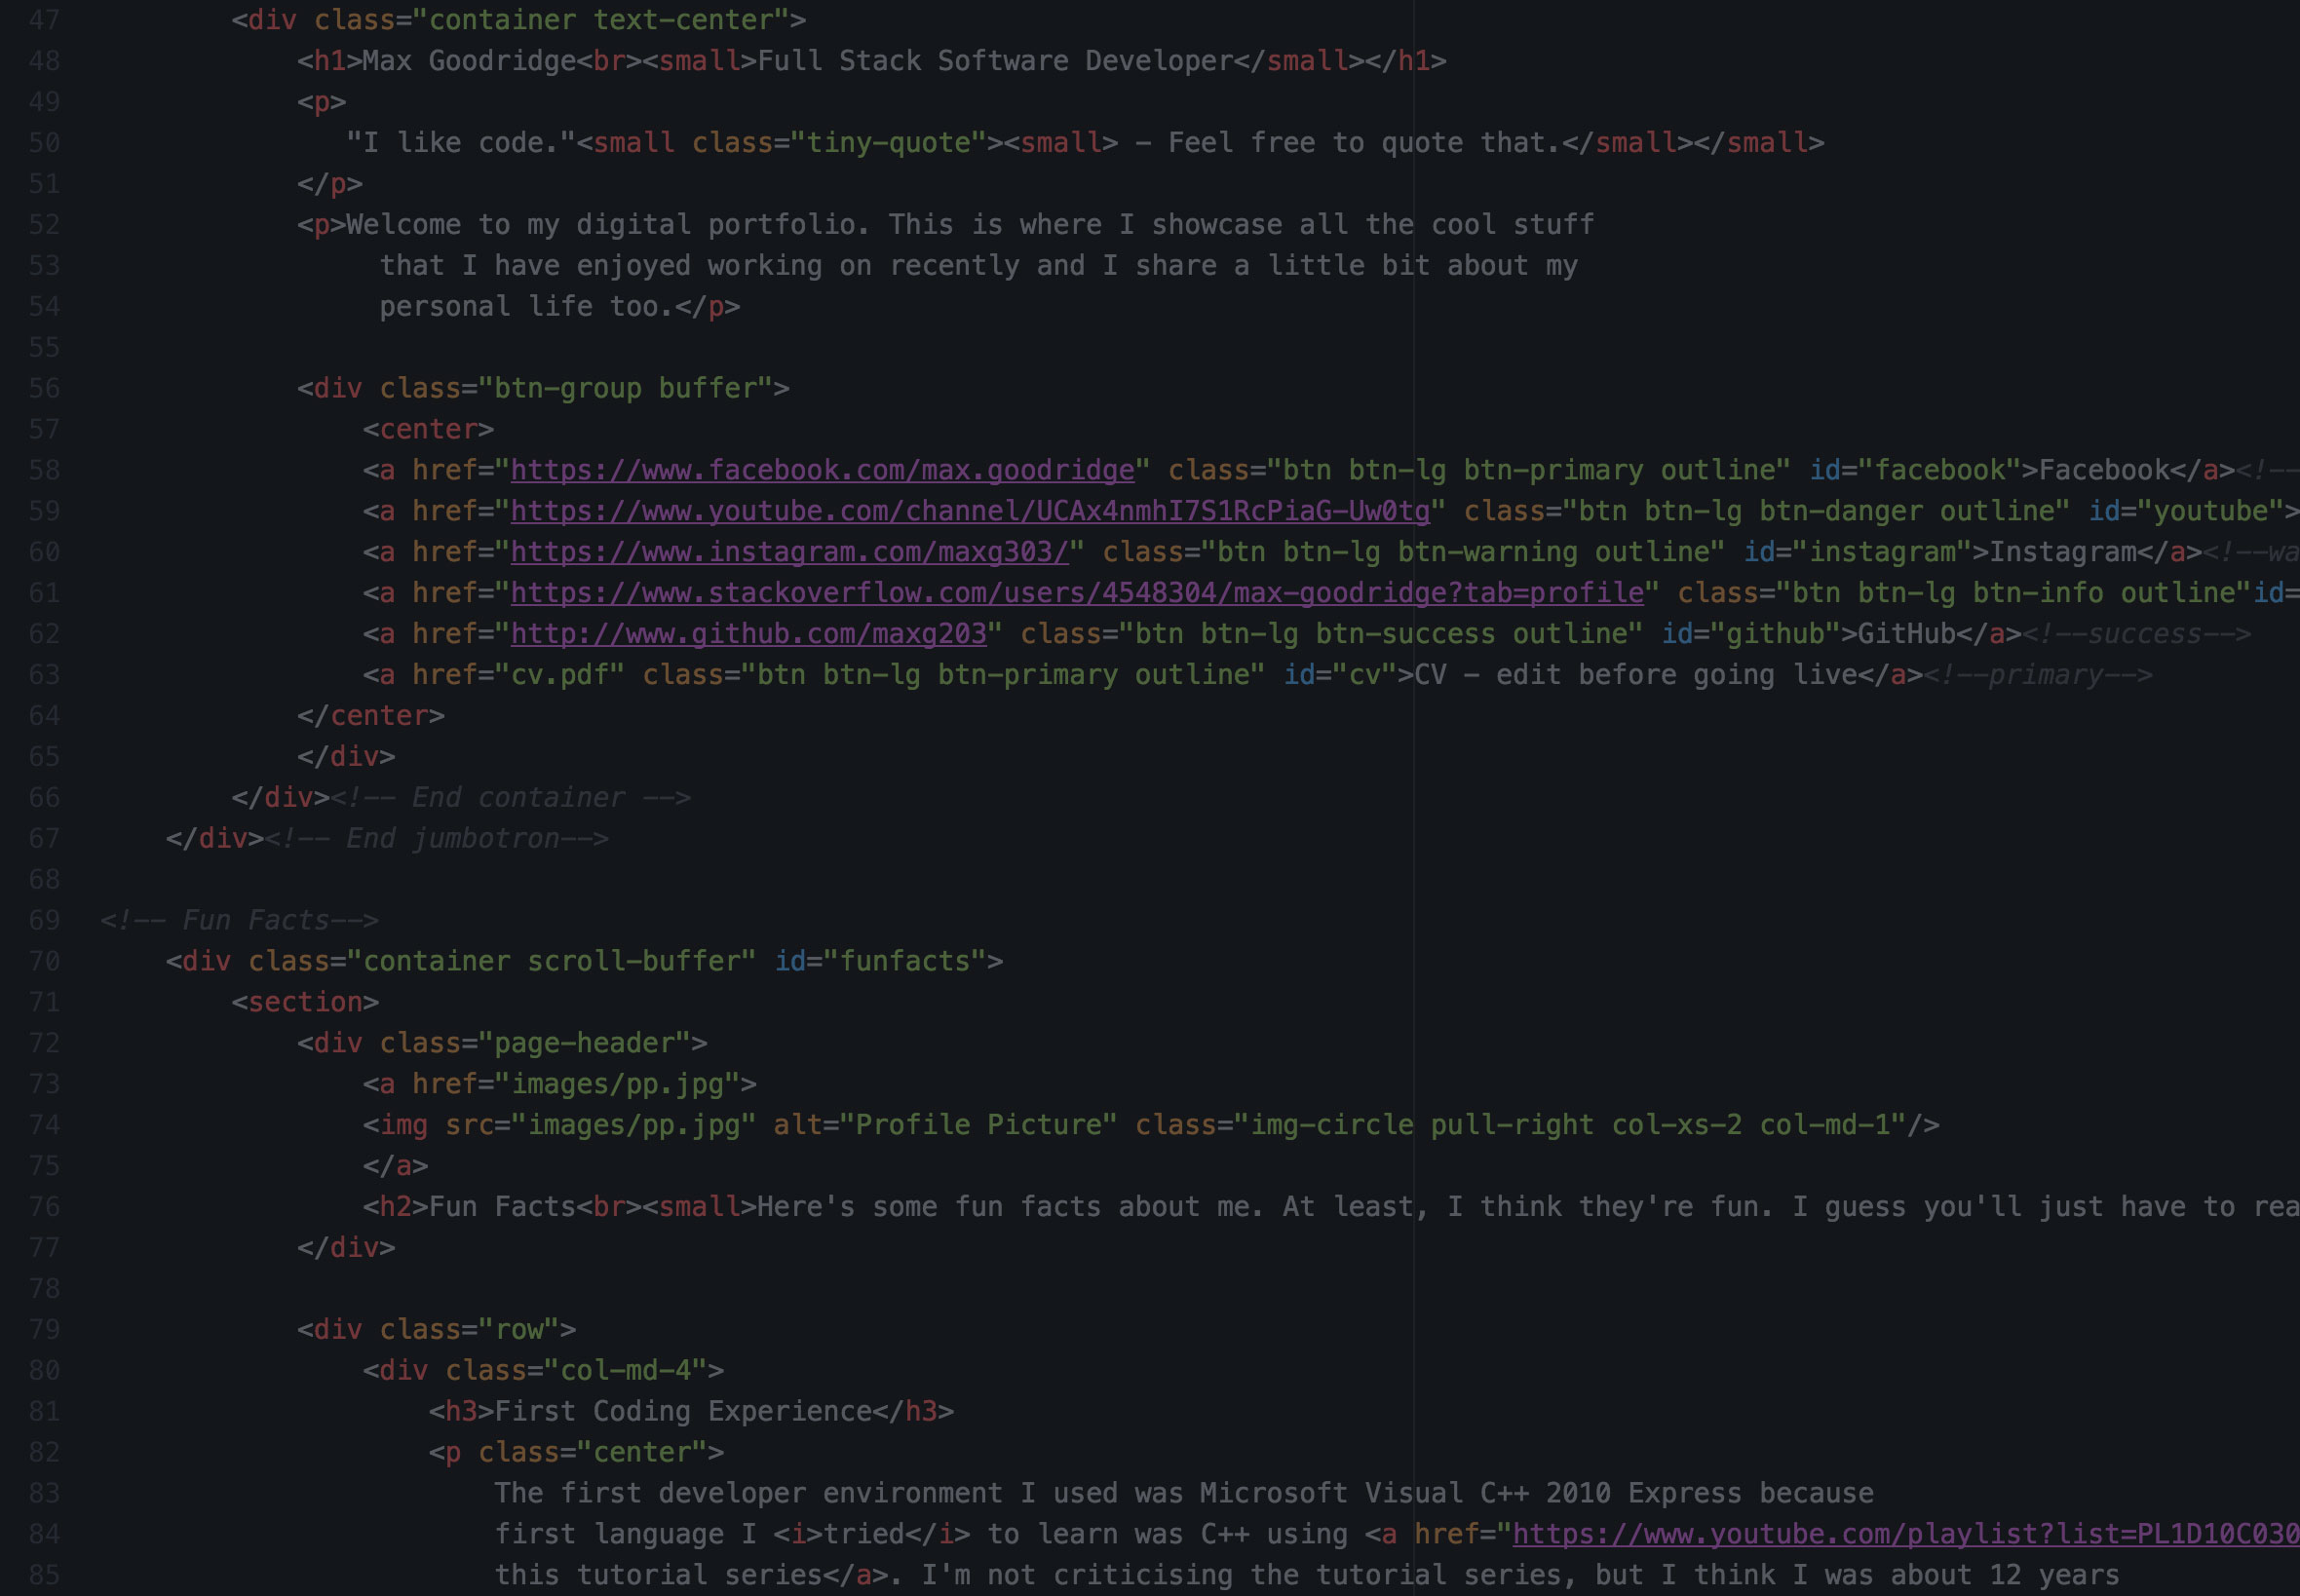 47 <div class="container text-center">
48 <h1>Max Goodridge<br><small>Full Stack Software Developer</small></h1>
49 <p>
50 "I like code."<small class="tiny-quote"><small> – Feel free to quote that.</small></small>
51 </p>
52 <p>Welcome to my digital portfolio. This is where I showcase all the cool stuff
53 that I have enjoyed working on recently and I share a little bit about my
54 personal life too.</p>
55
56 <div class="btn-group buffer">
57 <center>
58 <a href="https://www.facebook.com/max.goodridge" class="btn btn-lg btn-primary outline" id="facebook">Facebook</a><!--
59 <a href="https://www.youtube.com/channel/UCAx4nmhI7S1RcPiaG-Uw0tg" class="btn btn-lg btn-danger outline" id="youtube">
60 <a href="https://www.instagram.com/maxg303/" class="btn btn-lg btn-warning outline" id="instagram">Instagram</a><!--wa
61 <a href="https://www.stackoverflow.com/users/4548304/max-goodridge?tab=profile" class="btn btn-lg btn-info outline"id=
62 <a href="http://www.github.com/maxg203" class="btn btn-lg btn-success outline" id="github">GitHub</a><!--success-->
63 <a href="cv.pdf" class="btn btn-lg btn-primary outline" id="cv">CV – edit before going live</a><!--primary-->
64 </center>
65 </div>
66 </div><!-- End container -->
67 </div><!-- End jumbotron-->
68
69 <!-- Fun Facts-->
70 <div class="container scroll-buffer" id="funfacts">
71 <section>
72 <div class="page-header">
73 <a href="images/pp.jpg">
74 <img src="images/pp.jpg" alt="Profile Picture" class="img-circle pull-right col-xs-2 col-md-1"/>
75 </a>
76 <h2>Fun Facts<br><small>Here's some fun facts about me. At least, I think they're fun. I guess you'll just have to rea
77 </div>
78
79 <div class="row">
80 <div class="col-md-4">
81 <h3>First Coding Experience</h3>
82 <p class="center">
83 The first developer environment I used was Microsoft Visual C++ 2010 Express because
84 first language I <i>tried</i> to learn was C++ using <a href="https://www.youtube.com/playlist?list=PL1D10C030
85 this tutorial series</a>. I'm not criticising the tutorial series, but I think I was about 12 years